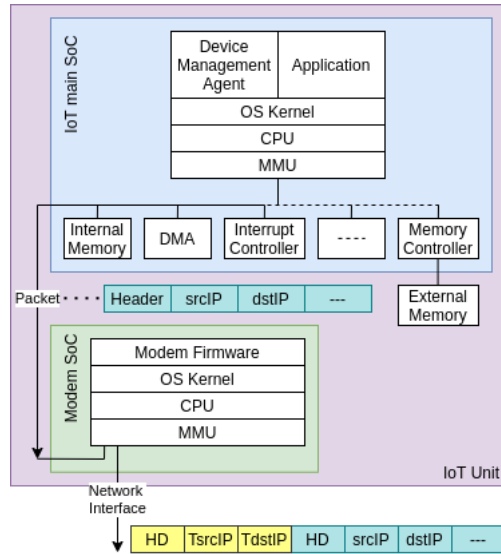 IoT main SoC
Device
Management
Agent
Application
OS Kernel
CPU
MMU
Internal
Memory
DMA
Interrupt
Controller
----
Memory
Controller
Packet
Header srcIP dstIP ---
External
Memory
Modem SoC
Modem Firmware
OS Kernel
CPU
MMU
IoT Unit
Network
Interface
HD TsrcIP TdstIP HD srcIP dstIP ---